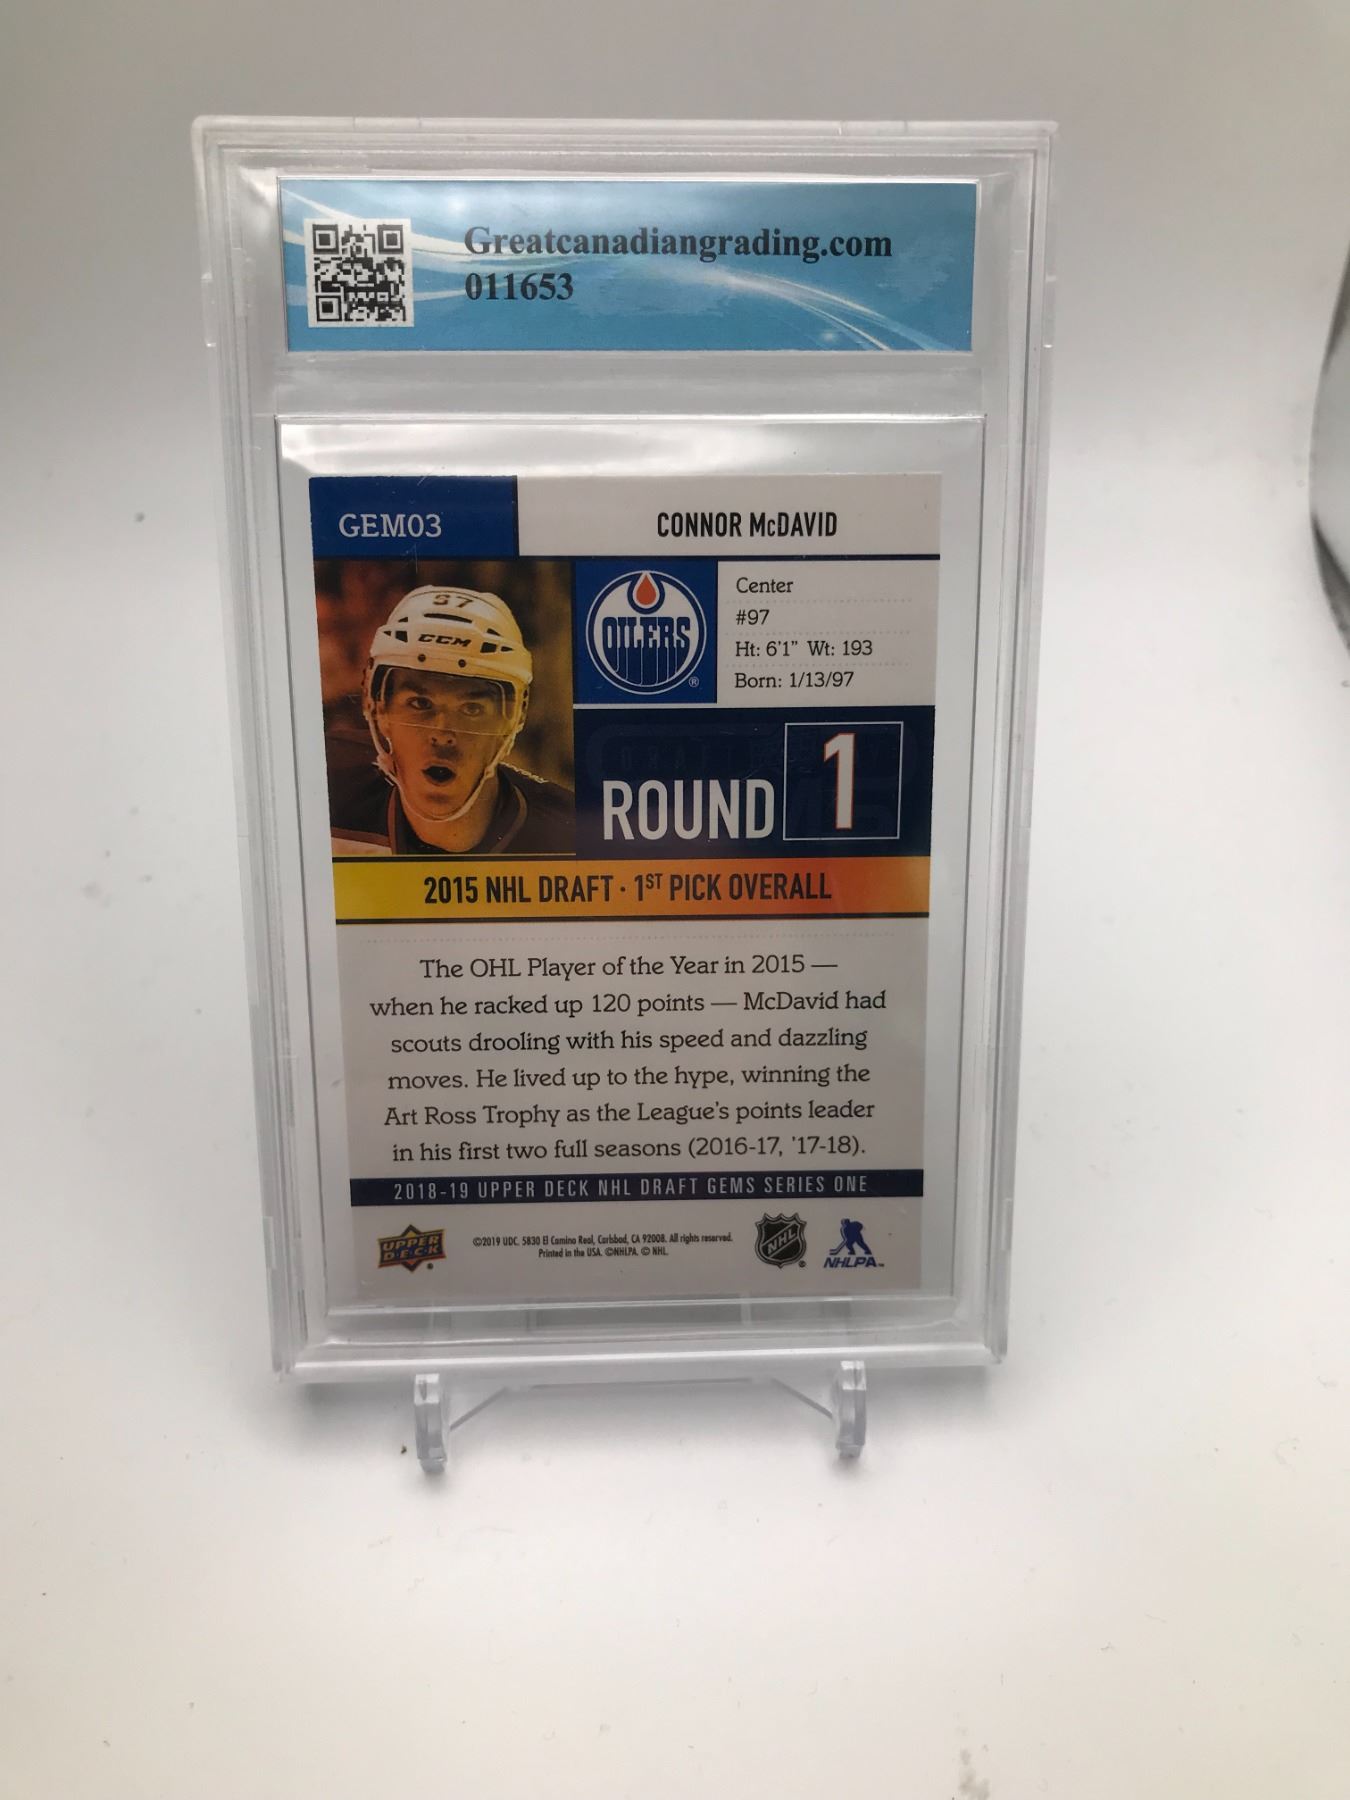 Greatcanadiangrading.com
011653
GEM03
CONNOR McDAVID
97
CCM
OILERS
®
Center
#97
Ht: 6'1" Wt: 193
Born: 1/13/97
ROUND 1
2015 NHL DRAFT · 1ST PICK OVERALL
The OHL Player of the Year in 2015 —
when he racked up 120 points — McDavid had
scouts drooling with his speed and dazzling
moves. He lived up to the hype, winning the
Art Ross Trophy as the League's points leader
in his first two full seasons (2016-17, '17-18).
2018-19 UPPER DECK NHL DRAFT GEMS SERIES ONE
UPPER
D·E·C·K
®
©2019 UDC. 5830 El Camino Real, Carlsbad, CA 92008. All rights reserved.
Printed in the USA. ©NHLPA. © NHL.
NHL
®
NHLPA™